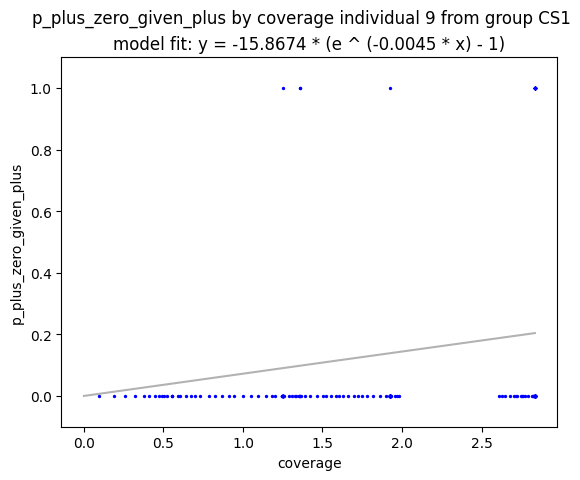 p_plus_zero_given_plus by coverage individual 9 from group CS1
model fit: y = -15.8674 * (e ^ (-0.0045 * x) - 1)
1.0
0.8
0.6
0.4
0.2
0.0
p_plus_zero_given_plus
0.0 0.5 1.0 1.5 2.0 2.5
coverage